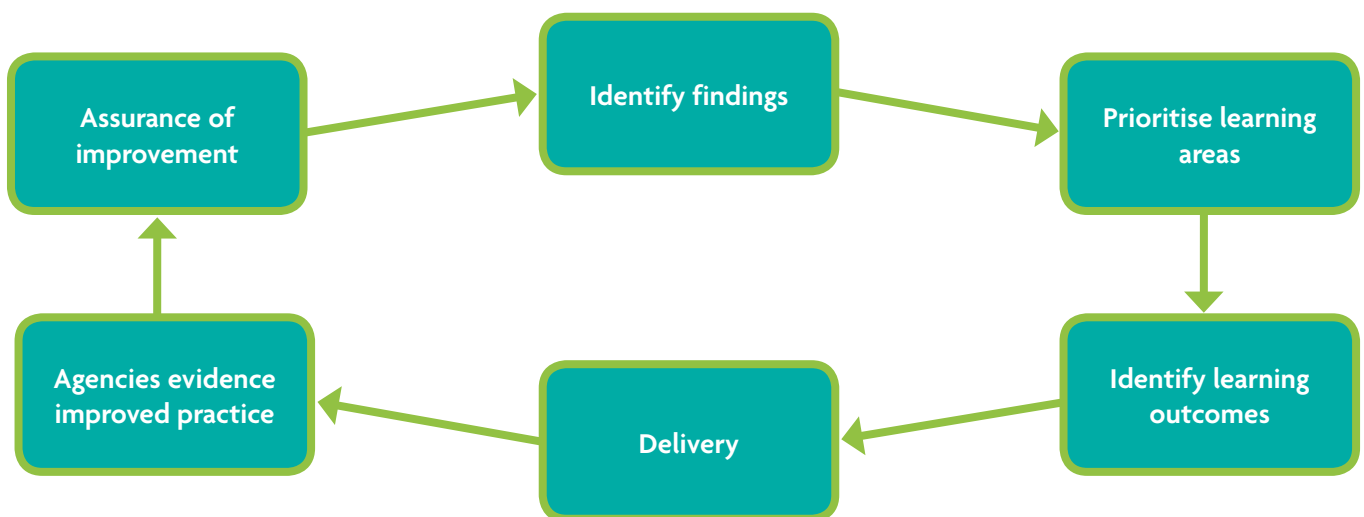 Identify findings
Prioritise learning
areas
Identify learning
outcomes
Delivery
Agencies evidence
improved practice
Assurance of
improvement